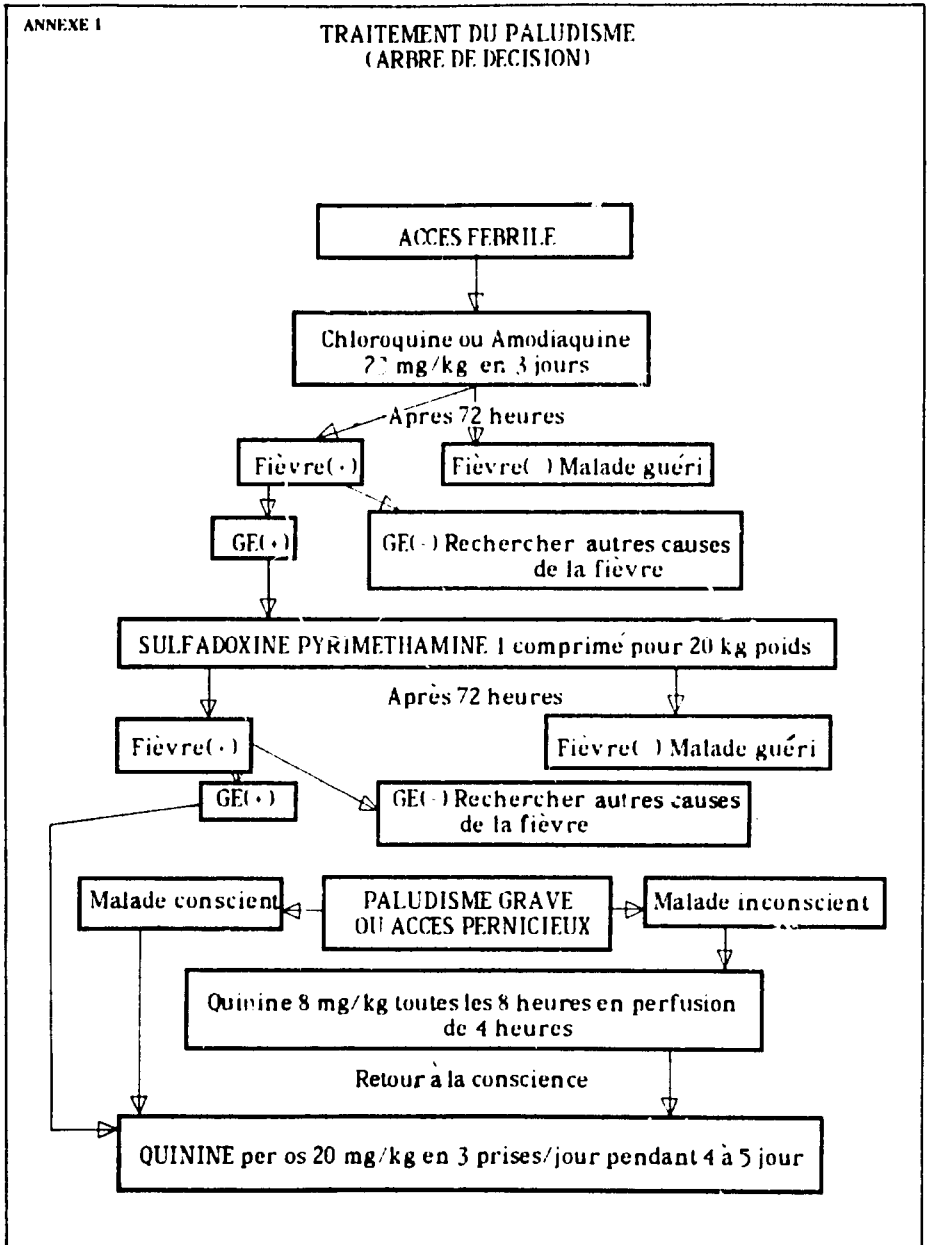 ANNEXE 1
TRAITEMENT DU PALUDISME
(ARBRE DE DECISION)
ACCES FEBRILE
Chloroquine ou Amodiaquine
mg/kg en 3 jours
Apres 72 heures
Fièvre(+)
Fièvre( ) Malade guéri
GE(+)
GE(-) Rechercher autres causes
de la fièvre
SULFADOXINE PYRIMETHAMINE 1 comprimé pour 20 kg poids
Après 72 heures
Fièvre(+)
Fièvre( ) Malade guéri
GE(+)
GE(-) Rechercher autres causes
de la fièvre
Malade conscient
PALUDISME GRAVE
OU ACCES PERNICIEUX
Malade inconscient
Quinine 8 mg/kg toutes les 8 heures en perfusion
de 4 heures
Retour à la conscience
QUININE per os 20 mg/kg en 3 prises/jour pendant 4 à 5 jour